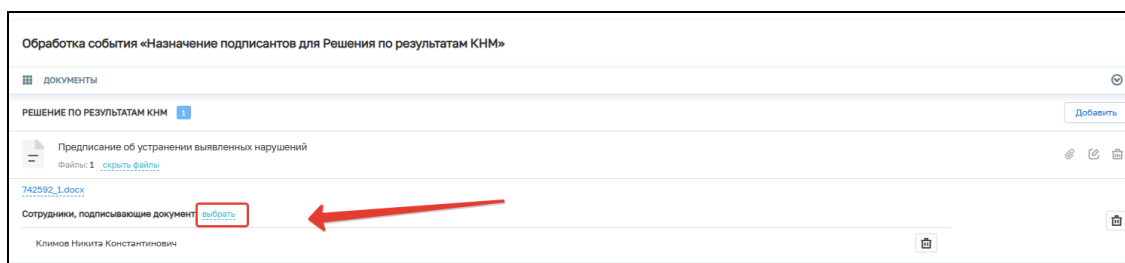 Обработка события «Назначение подписантов для Решения по результатам КНМ»
ДОКУМЕНТЫ
РЕШЕНИЕ ПО РЕЗУЛЬТАТАМ КНМ 1 Добавить
Предписание об устранении выявленных нарушений
Файлы: 1 скрыть файлы
742592_1.docx
Сотрудники, подписывающие документ: выбрать
Климов Никита Константинович